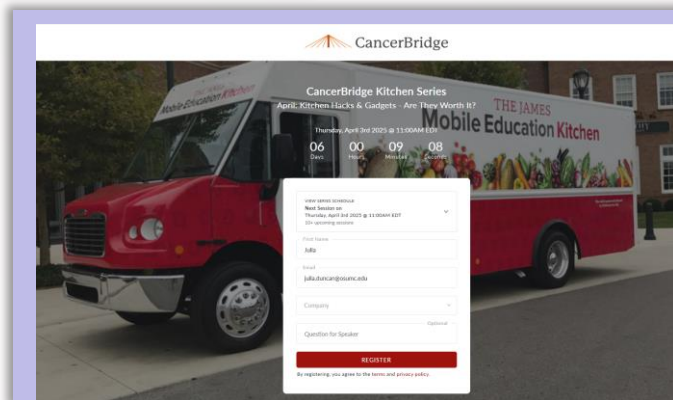 CancerBridge
CancerBridge Kitchen Series
April: Kitchen Hacks & Gadgets - Are They Worth It?
THE JAMES
Mobile Education Kitchen
Mobile Education Kitchen
Thursday, April 3rd 2025 @ 11:00AM EDT
06 00 09 08
Days Hours Minutes Seconds
VIEW SERIES SCHEDULE
Next Session on
Thursday, April 3rd 2025 @ 11:00AM EDT
10+ upcoming sessions
First Name
Julia
Email
julia.duncan@osumc.edu
Company
Optional
Question for Speaker
REGISTER
By registering, you agree to the terms and privacy policy.